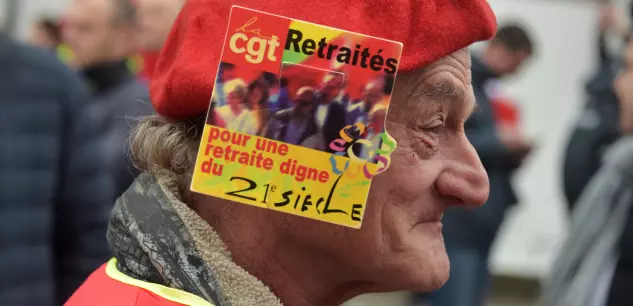 la
cgt Retraités
pour une
retraite digne
du
21e siècle